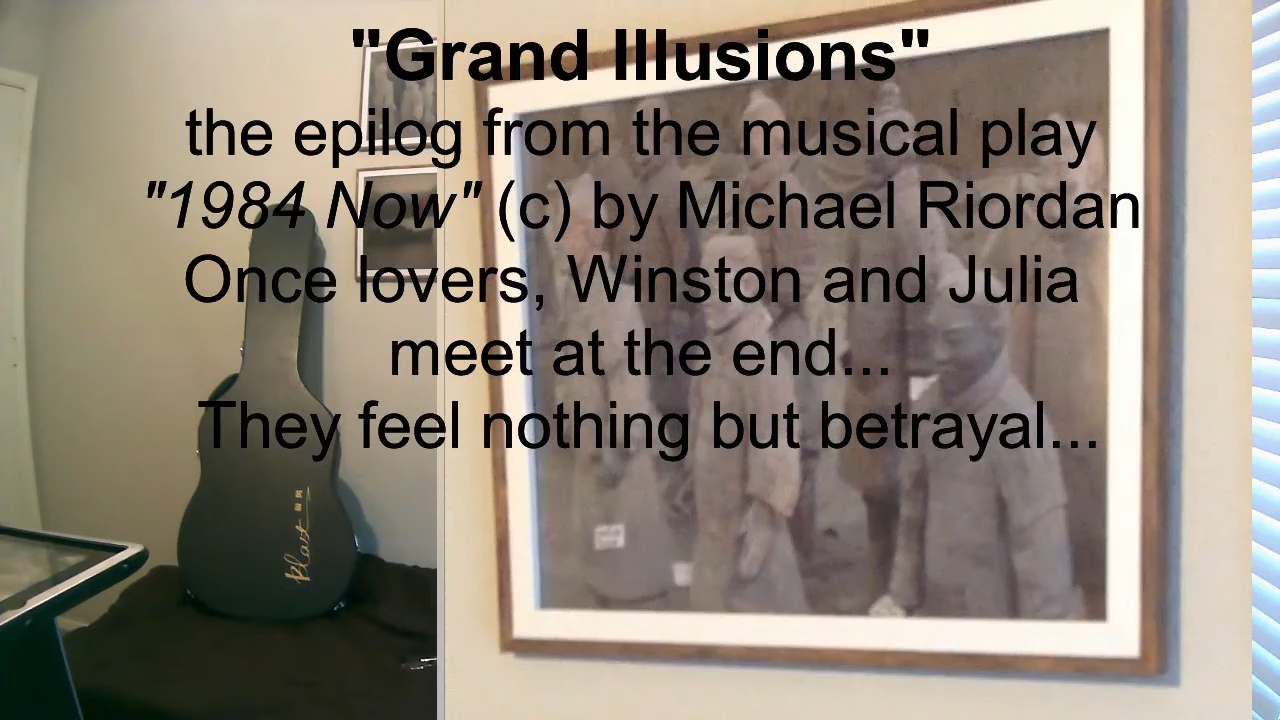 "Grand Illusions"
the epilog from the musical play
"1984 Now" (c) by Michael Riordan
Once lovers, Winston and Julia
meet at the end...
They feel nothing but betrayal...